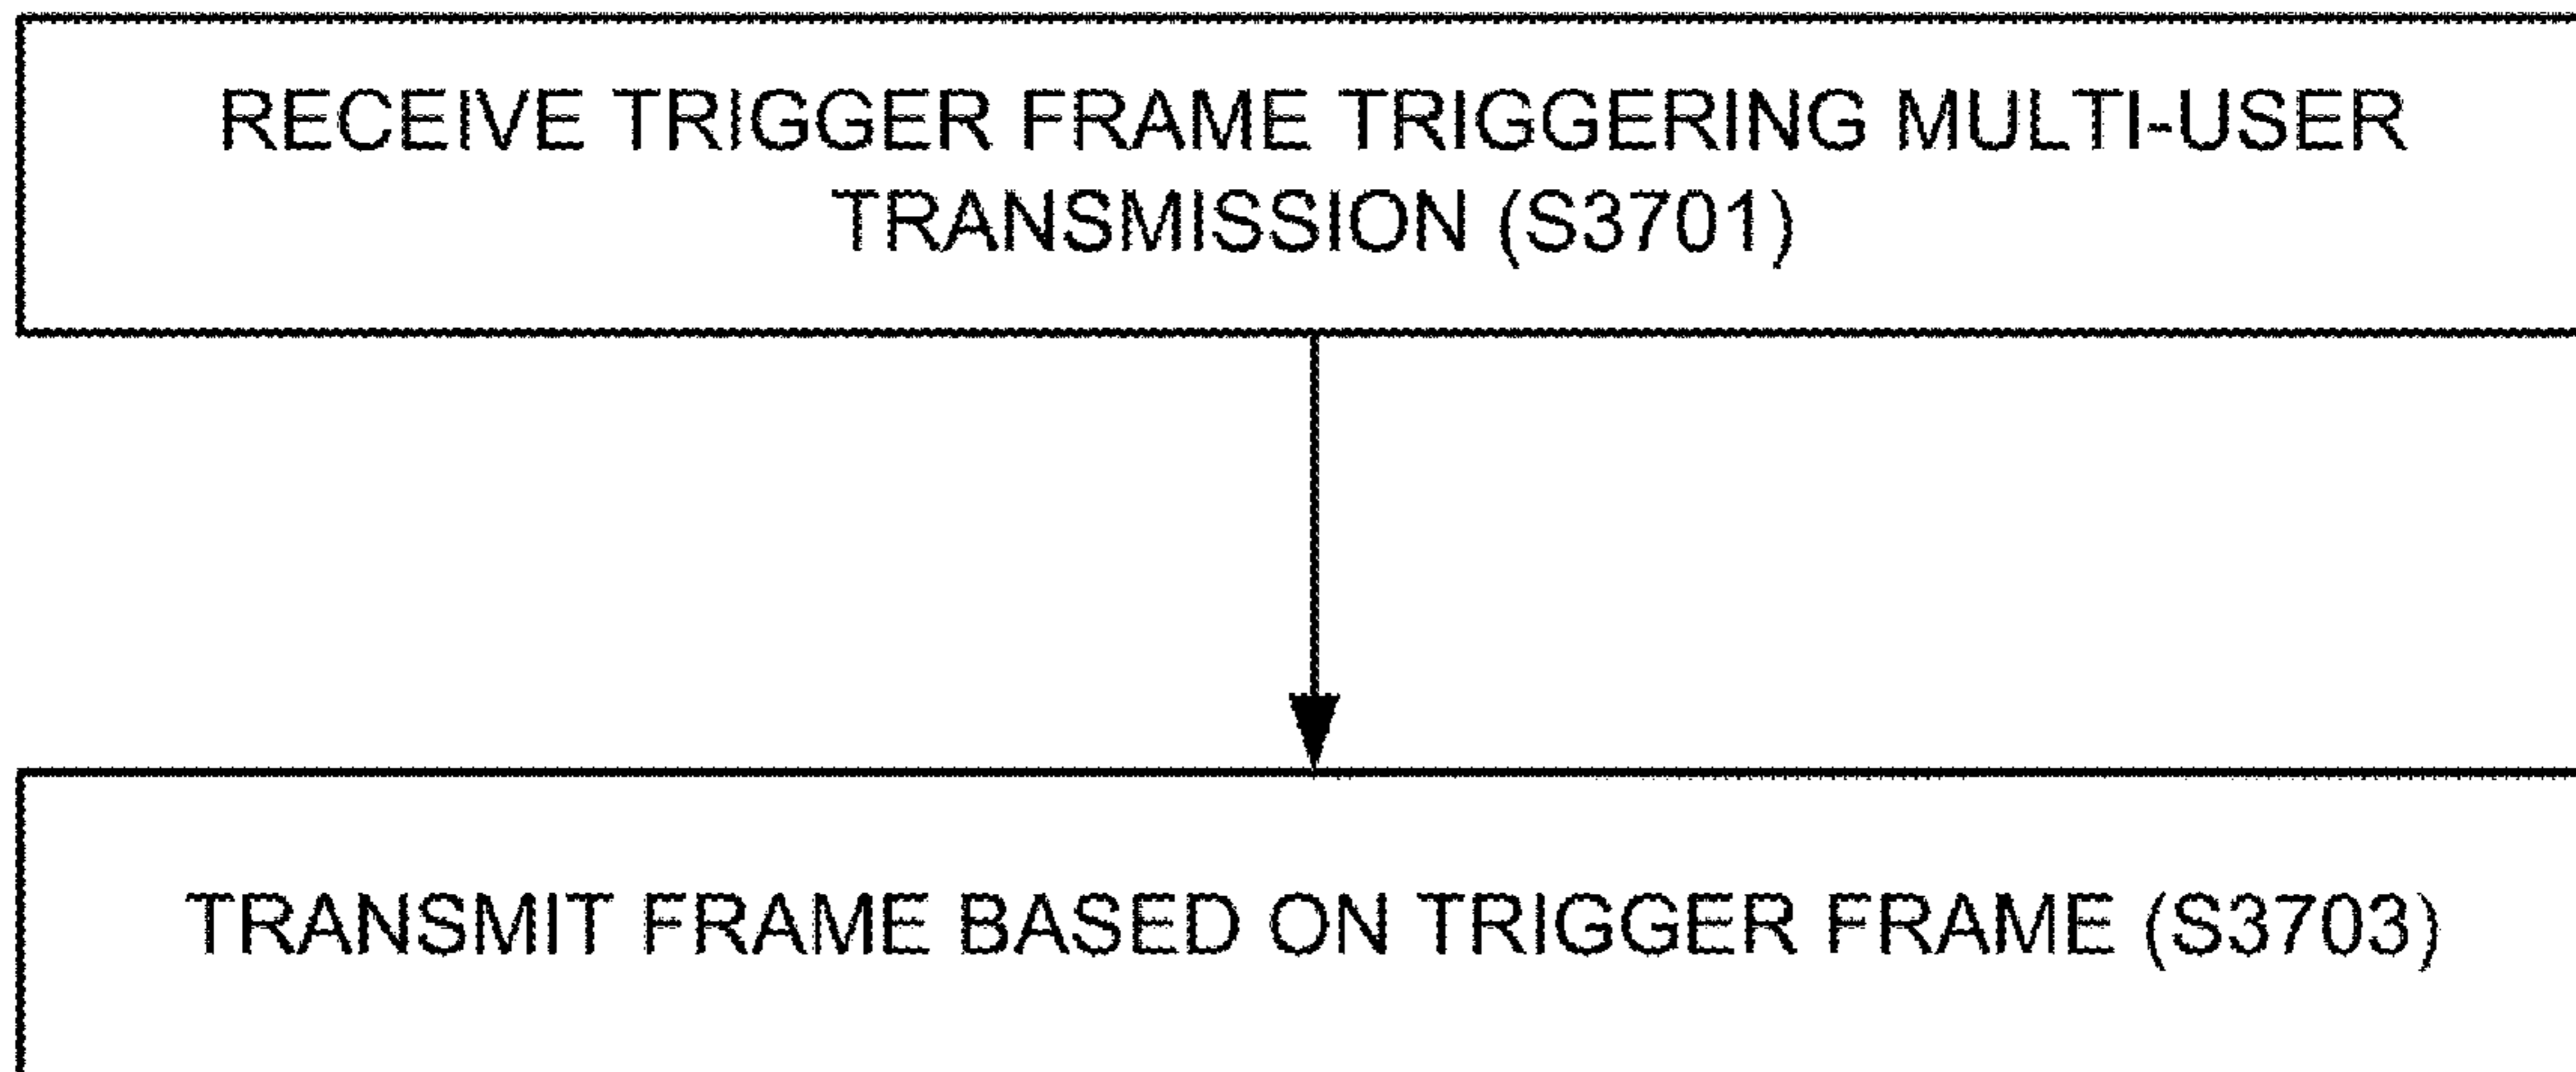 RECEIVE TRIGGER FRAME TRIGGERING MULTI-USER
TRANSMISSION (S3701)
TRANSMIT FRAME BASED ON TRIGGER FRAME (S3703)